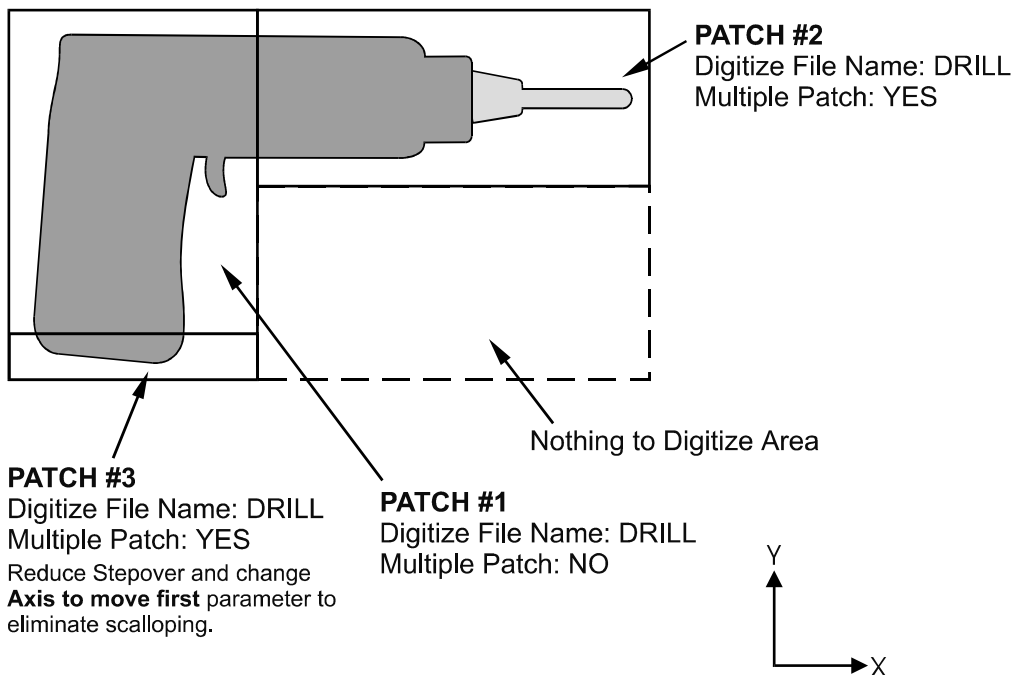 PATCH #2
Digitize File Name: DRILL
Multiple Patch: YES
Nothing to Digitize Area
PATCH #3
Digitize File Name: DRILL
Multiple Patch: YES
Reduce Stepover and change
Axis to move first parameter to
eliminate scalloping.
PATCH #1
Digitize File Name: DRILL
Multiple Patch: NO
Y
X